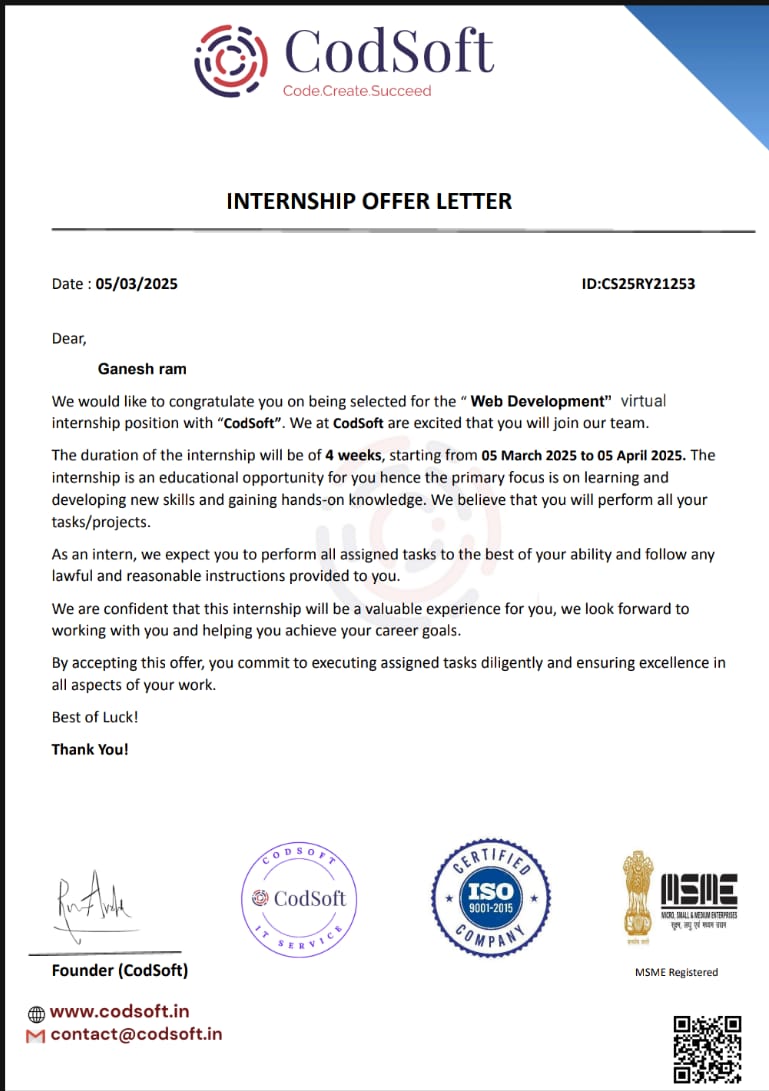 CodSoft
Code.Create.Succeed
INTERNSHIP OFFER LETTER
Date : 05/03/2025 ID:CS25RY21253
Dear,
Ganesh ram
We would like to congratulate you on being selected for the “ Web Development” virtual
internship position with “CodSoft”. We at CodSoft are excited that you will join our team.
The duration of the internship will be of 4 weeks, starting from 05 March 2025 to 05 April 2025. The
internship is an educational opportunity for you hence the primary focus is on learning and
developing new skills and gaining hands-on knowledge. We believe that you will perform all your
tasks/projects.
As an intern, we expect you to perform all assigned tasks to the best of your ability and follow any
lawful and reasonable instructions provided to you.
We are confident that this internship will be a valuable experience for you, we look forward to
working with you and helping you achieve your career goals.
By accepting this offer, you commit to executing assigned tasks diligently and ensuring excellence in
all aspects of your work.
Best of Luck!
Thank You!
CODSOFT
CodSoft
IT SERVICE
CERTIFIED
ISO
9001-2015
COMPANY
MSME
MICRO, SMALL & MEDIUM ENTERPRISES
सूक्ष्म, लघु एवं मध्यम उद्यम
Founder (CodSoft)
MSME Registered
www.codsoft.in
contact@codsoft.in